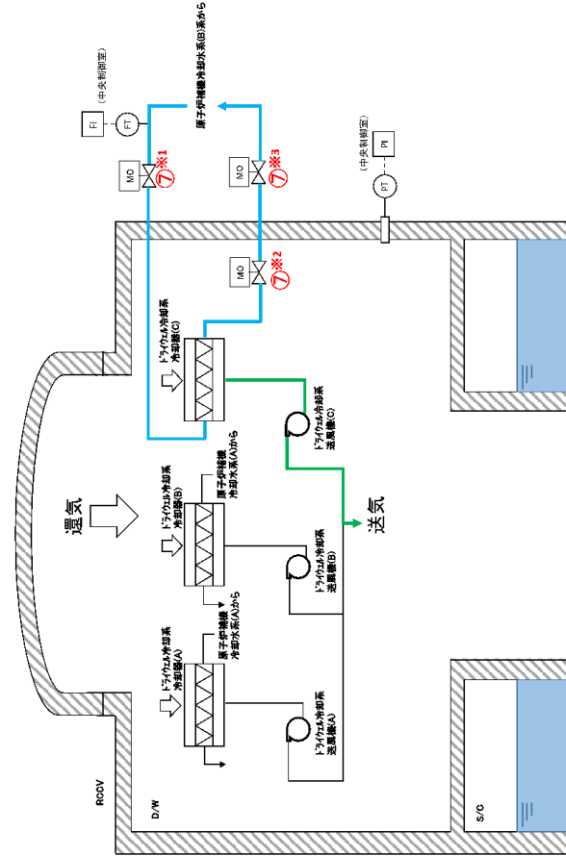 RCCV
D/W
S/C
還気
送気
ドライウェル冷却系
冷却器(A)
ドライウェル冷却系
冷却器(B)
ドライウェル冷却系
冷却器(C)
原子炉補機
冷却水系(A)から
原子炉補機
冷却水系(A)から
ドライウェル冷却系
送風機(A)
ドライウェル冷却系
送風機(B)
ドライウェル冷却系
送風機(C)
MO
⑦※1
MO
⑦※2
MO
⑦※3
FI
FT
(中央制御室)
原子炉補機冷却水系(B)系から
(中央制御室)
PT
PI